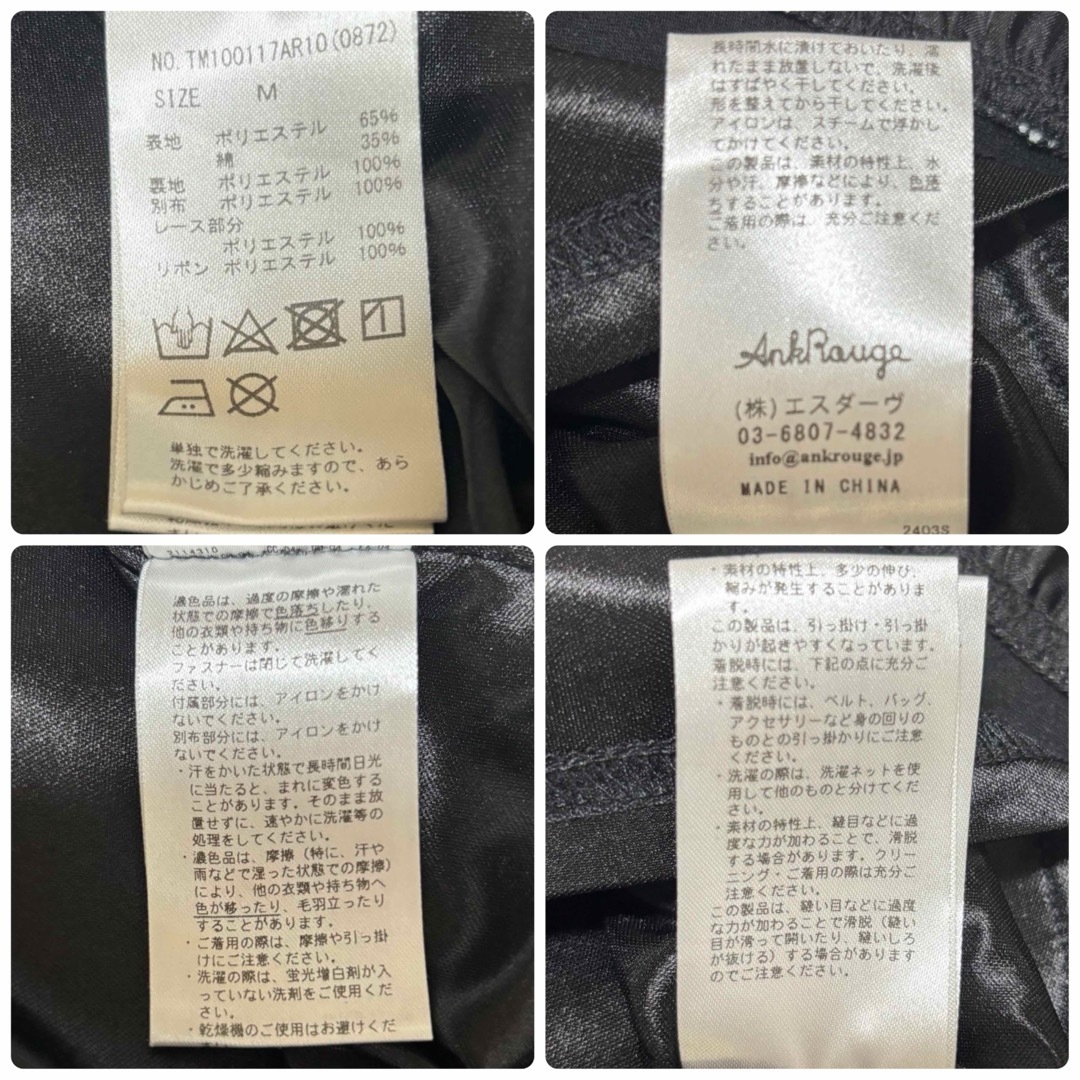 NO. TM100117AR10(0872)
SIZE M
表地 ポリエステル 65%
綿 35%
裏地 ポリエステル 100%
別布 ポリエステル 100%
レース部分
ポリエステル 100%
リボン ポリエステル 100%
単独で洗濯してください。
洗濯で多少縮みますので、あら
かじめご了承ください。
長時間水に漬けておいたり、濡
れたまま放置しないで、洗濯後
はすばやく干してください。
形を整えてから干してください。
アイロンは、スチームで浮かし
てかけてください。
この製品は、素材の特性上、水
分や汗、摩擦などにより、色落
ちすることがあります。
ご着用の際は、充分ご注意くだ
さい。
AnkRouge
(株)エスダーヴ
03-6807-4832
info@ankrouge.jp
MADE IN CHINA
2403S
濃色品は、過度の摩擦や濡れた
状態での摩擦で色落ちしたり、
他の衣類や持ち物に色移りする
ことがあります。
ファスナーは閉じて洗濯してく
ださい。
付属部分には、アイロンをかけ
ないでください。
別布部分には、アイロンをかけ
ないでください。
・汗をかいた状態で長時間日光
に当たると、まれに変色する
ことがあります。そのまま放
置せずに、速やかに洗濯等の
処理をしてください。
・濃色品は、摩擦(特に、汗や
雨などで湿った状態での摩擦)
により、他の衣類や持ち物へ
色が移ったり、毛羽立ったり
することがあります。
・ご着用の際は、摩擦や引っ掛
けにご注意ください。
・洗濯の際は、蛍光増白剤が入
っていない洗剤をご使用くだ
さい。
・乾燥機のご使用はお避けくだ
・素材の特性上、多少の伸び、
縮みが発生することがありま
す。
この製品は、引っ掛け・引っ掛
かりが起きやすくなっています。
着脱時には、下記の点に充分ご
注意ください。
・着脱時には、ベルト、バッグ、
アクセサリーなど身の回りの
ものとの引っ掛かりにご注意
ください。
・洗濯の際は、洗濯ネットを使
用して他のものと分けてくだ
さい。
・素材の特性上、縫目などに過
度な力が加わることで、滑脱
する場合があります。クリー
ニング・ご着用の際は充分ご
注意ください。
この製品は、縫い目などに過度
な力が加わることで滑脱(縫い
目が滑って開いたり、縫いしろ
が抜ける)する場合があります
のでご注意ください。